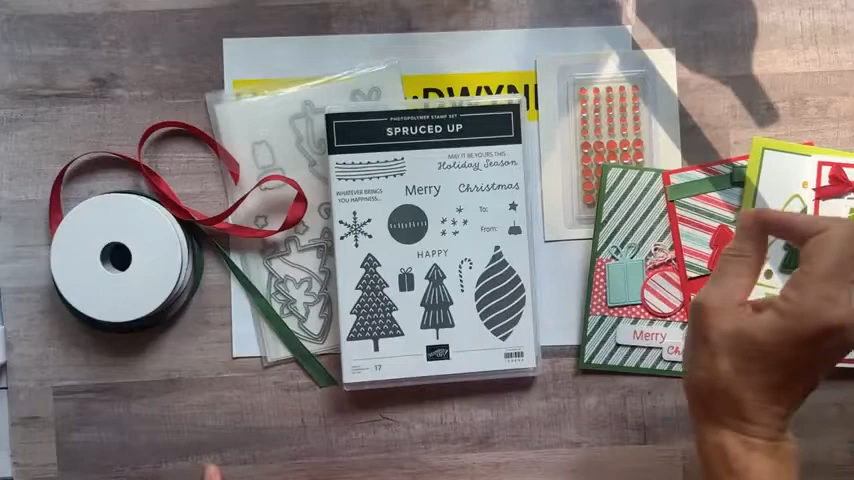 PHOTOPOLYMER STAMP SET
SPRUCED UP
MAY IT BE YOURS THIS
Holiday Season
WHATEVER BRINGS
YOU HAPPINESS...
Merry Christmas
To:
From:
HAPPY
17
Merry